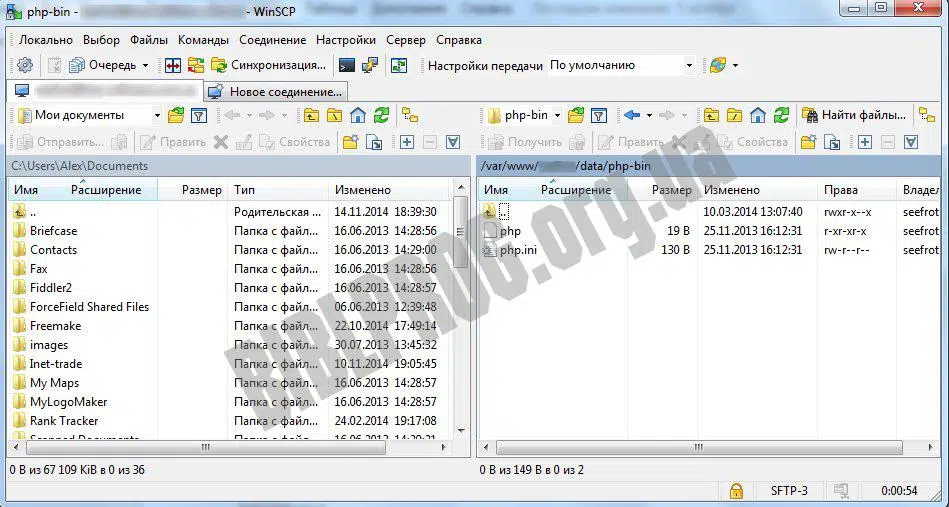 php-bin - - WinSCP
Локально Выбор Файлы Команды Соединение Настройки Сервер Справка
Очередь Синхронизация... Настройки передачи По умолчанию
Новое соединение...
Мои документы php-bin Найти файлы...
Отправить... Править Свойства Получить Править Свойства
C:\Users\Alex\Documents /var/www/ /data/php-bin
Имя Расширение Размер Тип Изменено Имя Расширение Размер Изменено Права Владел
.. Родительская ... 14.11.2014 18:39:30 .. 10.03.2014 13:07:40 rwxr-x--x seefrot
Briefcase Папка с файл... 16.06.2013 14:28:56 php 19 B 25.11.2013 16:12:31 r-xr-xr-x seefrot
Contacts Папка с файл... 16.06.2013 14:29:00 php.ini 130 B 25.11.2013 16:12:31 rw-r--r-- seefrot
Fax Папка с файл... 16.06.2013 14:28:56
Fiddler2 Папка с файл... 16.06.2013 14:28:57
ForceField Shared Files Папка с файл... 06.06.2013 12:39:48
Freemake Папка с файл... 22.10.2014 17:49:14
images Папка с файл... 30.07.2013 13:45:32
Inet-trade Папка с файл... 10.11.2014 19:05:45
My Maps Папка с файл... 16.06.2013 14:28:57
MyLogoMaker Папка с файл... 16.06.2013 14:28:57
Rank Tracker Папка с файл... 24.02.2014 19:17:08
Scanned Documents Папка с файл... 16.06.2013
BIBLPROG.org.ua
0 B из 67 109 KiB в 0 из 36 0 B из 149 B в 0 из 2
SFTP-3 0:00:54